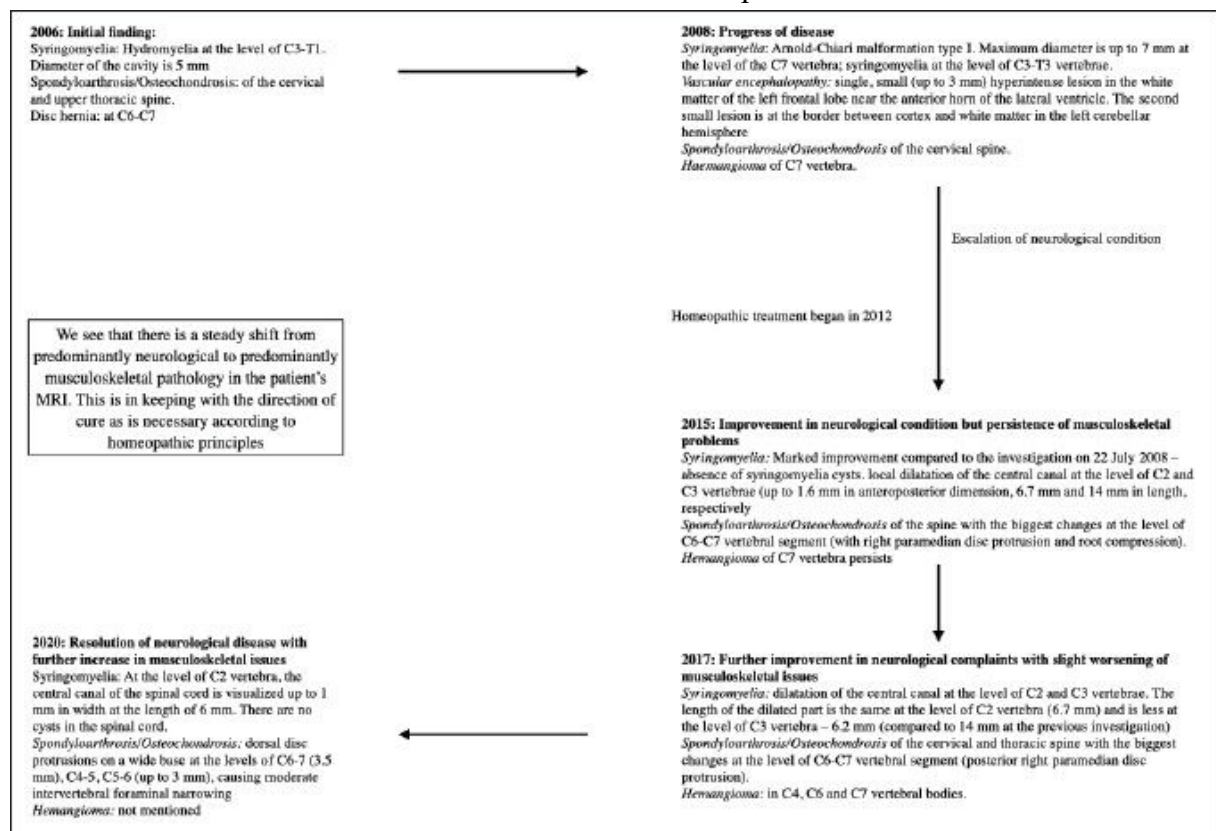 2006: Initial finding:
Syringomyelia: Hydromyelia at the level of C3-T1.
Diameter of the cavity is 5 mm
Spondyloarthrosis/Osteochondrosis: of the cervical
and upper thoracic spine.
Disc hernia: at C6-C7
2008: Progress of disease
Syringomyelia: Arnold-Chiari malformation type I. Maximum diameter is up to 7 mm at
the level of the C7 vertebra; syringomyelia at the level of C3-T3 vertebrae.
Vascular encephalopathy: single, small (up to 3 mm) hyperintense lesion in the white
matter of the left frontal lobe near the anterior horn of the lateral ventricle. The second
small lesion is at the border between cortex and white matter in the left cerebellar
hemisphere
Spondyloarthrosis/Osteochondrosis of the cervical spine.
Haemangioma of C7 vertebra.
Escalation of neurological condition
Homeopathic treatment began in 2012
We see that there is a steady shift from
predominantly neurological to predominantly
musculoskeletal pathology in the patient's
MRI. This is in keeping with the direction of
cure as is necessary according to
homeopathic principles
2015: Improvement in neurological condition but persistence of musculoskeletal
problems
Syringomyelia: Marked improvement compared to the investigation on 22 July 2008 –
absence of syringomyelia cysts. local dilatation of the central canal at the level of C2 and
C3 vertebrae (up to 1.6 mm in anteroposterior dimension, 6.7 mm and 14 mm in length,
respectively
Spondyloarthrosis/Osteochondrosis of the spine with the biggest changes at the level of
C6-C7 vertebral segment (with right paramedian disc protrusion and root compression).
Hemangioma of C7 vertebra persists
2017: Further improvement in neurological complaints with slight worsening of
musculoskeletal issues
Syringomyelia: dilatation of the central canal at the level of C2 and C3 vertebrae. The
length of the dilated part is the same at the level of C2 vertebra (6.7 mm) and is less at
the level of C3 vertebra – 6.2 mm (compared to 14 mm at the previous investigation)
Spondyloarthrosis/Osteochondrosis of the cervical and thoracic spine with the biggest
changes at the level of C6-C7 vertebral segment (posterior right paramedian disc
protrusion).
Hemangioma: in C4, C6 and C7 vertebral bodies.
2020: Resolution of neurological disease with
further increase in musculoskeletal issues
Syringomyelia: At the level of C2 vertebra, the
central canal of the spinal cord is visualized up to 1
mm in width at the length of 6 mm. There are no
cysts in the spinal cord.
Spondyloarthrosis/Osteochondrosis: dorsal disc
protrusions on a wide base at the levels of C6-7 (3.5
mm), C4-5, C5-6 (up to 3 mm), causing moderate
intervertebral foraminal narrowing
Hemangioma: not mentioned